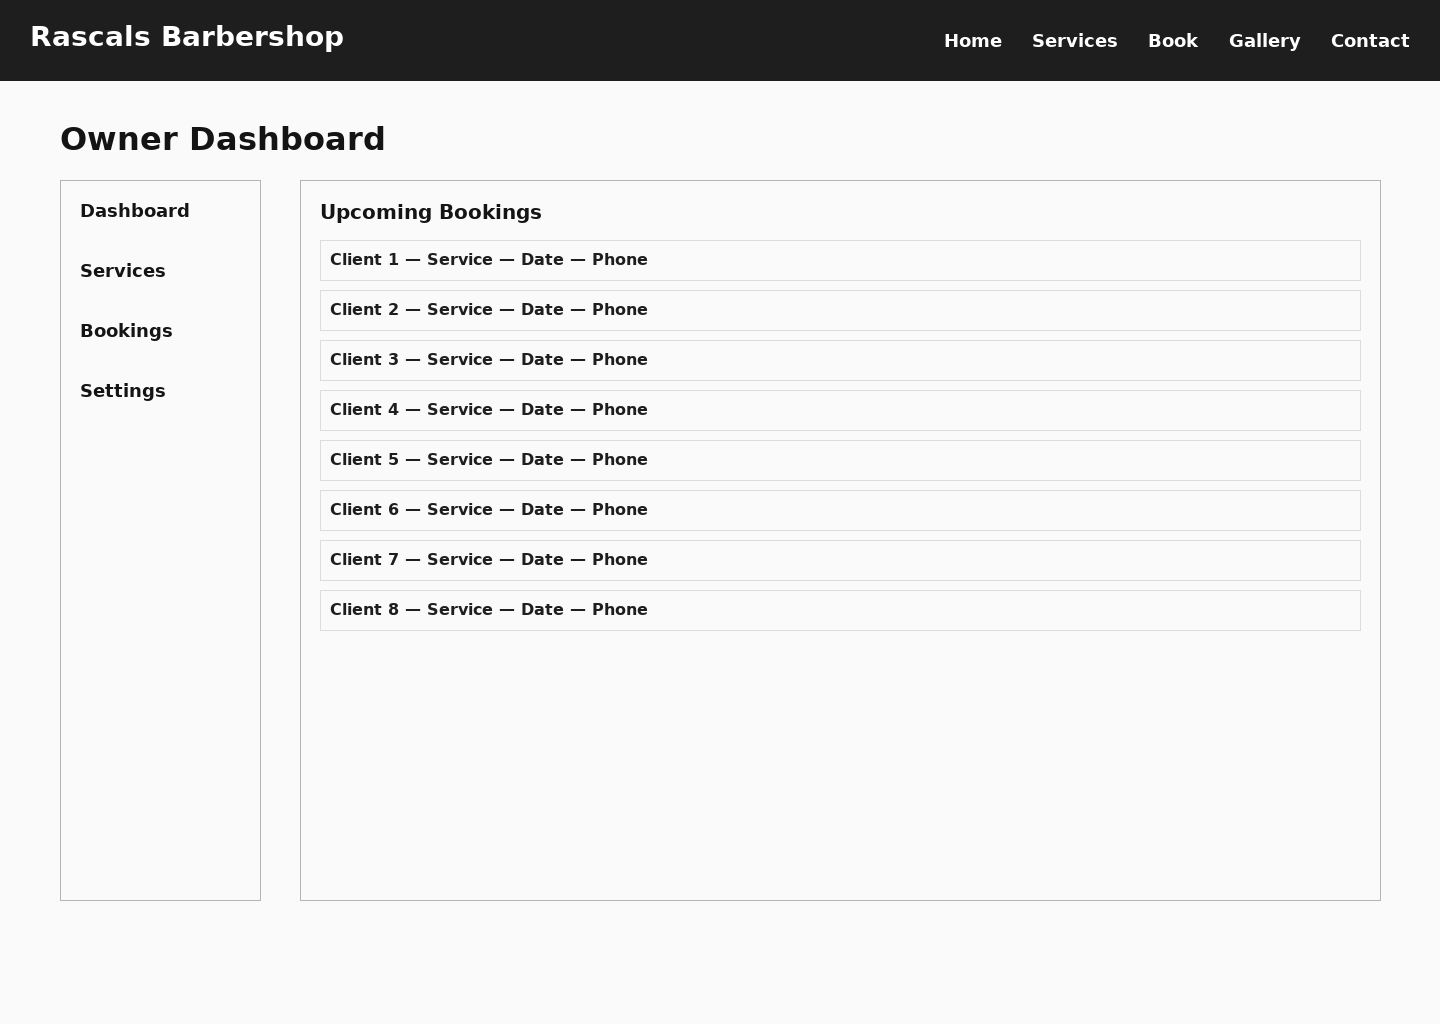 Rascals Barbershop
Home Services Book Gallery Contact
Owner Dashboard
Dashboard
Services
Bookings
Settings
Upcoming Bookings
Client 1 — Service — Date — Phone
Client 2 — Service — Date — Phone
Client 3 — Service — Date — Phone
Client 4 — Service — Date — Phone
Client 5 — Service — Date — Phone
Client 6 — Service — Date — Phone
Client 7 — Service — Date — Phone
Client 8 — Service — Date — Phone